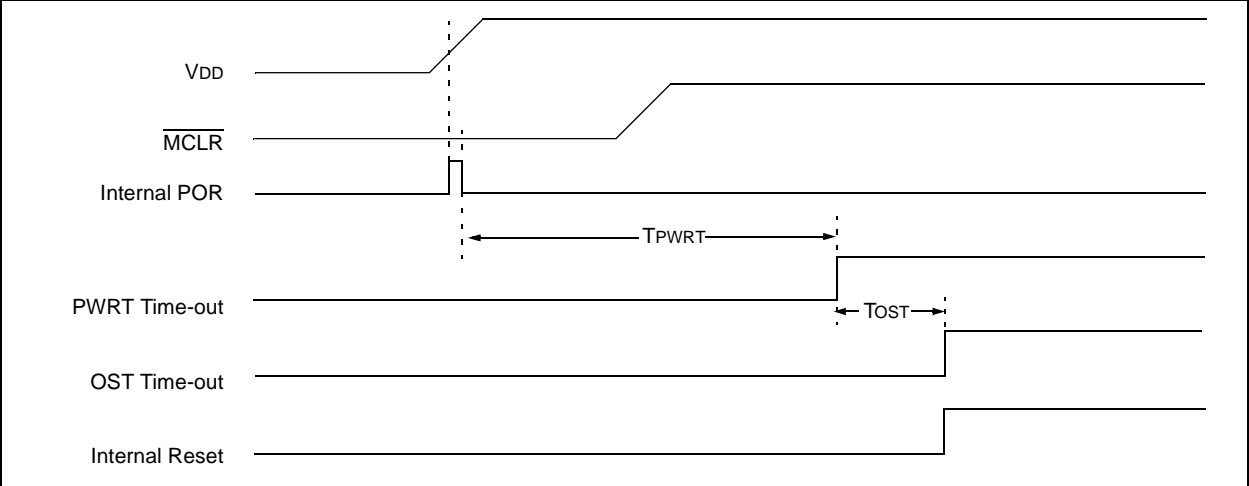 VDD
MCLR
Internal POR
TPWRT
PWRT Time-out
TOST
OST Time-out
Internal Reset